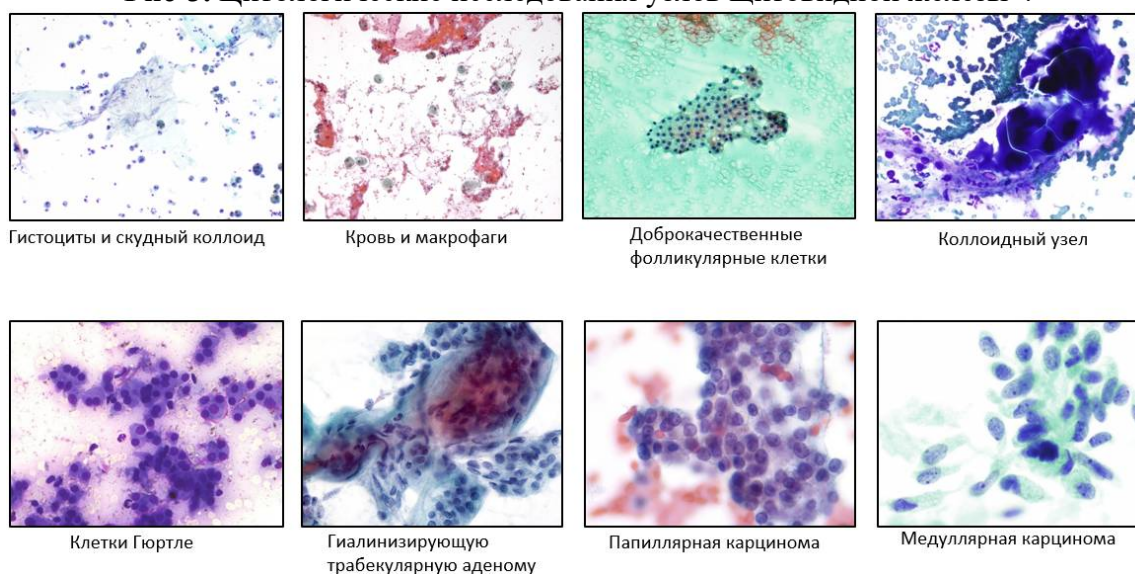 Гистоциты и скудный коллоид
Кровь и макрофаги
Доброкачественные
фолликулярные клетки
Коллоидный узел
Клетки Гюртле
Гиалинизирующую
трабекулярную аденому
Папиллярная карцинома
Медуллярная карцинома